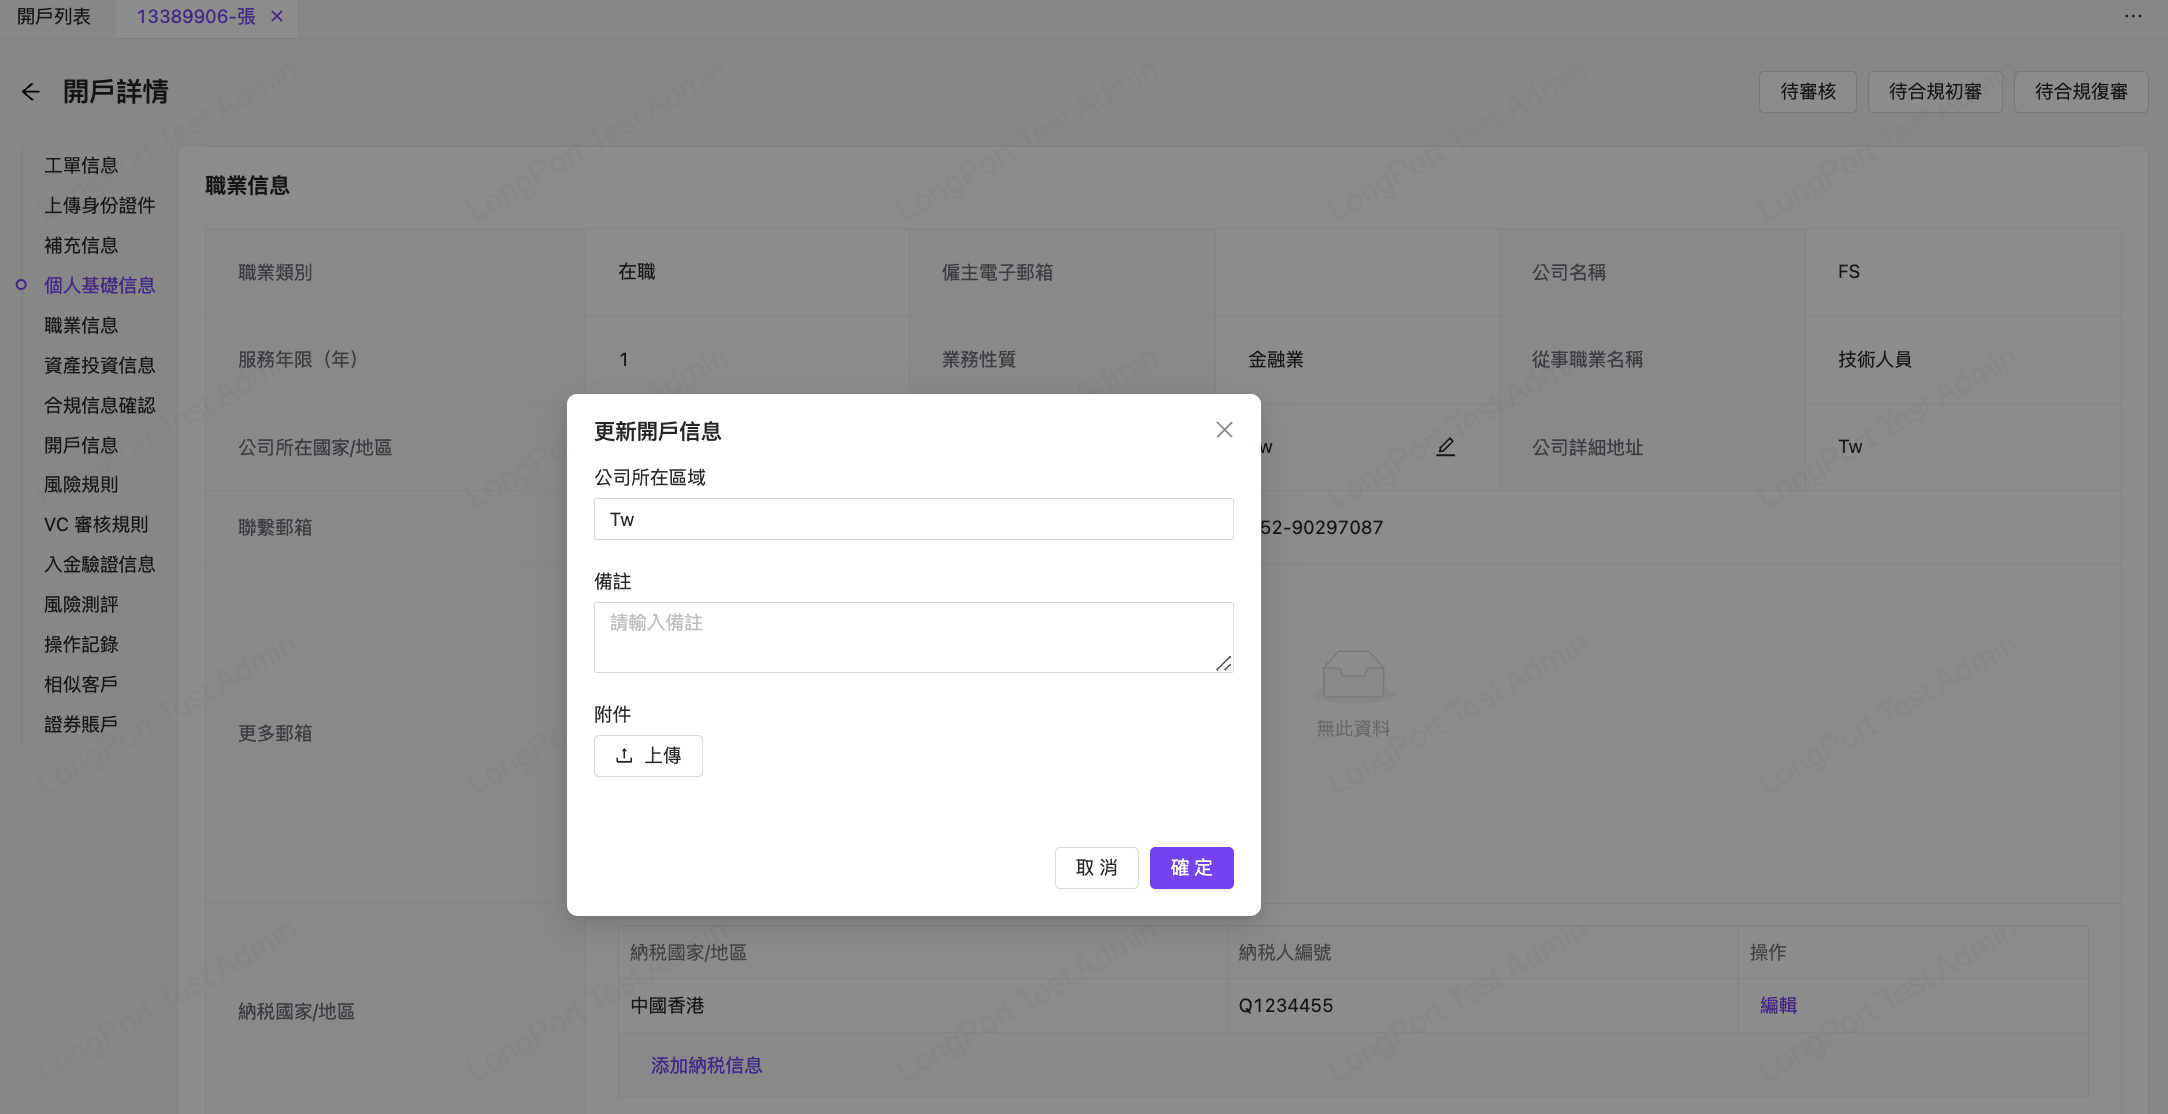 開戶列表
13389906-張
開戶詳情
待審核
待合規初審
待合規復審
工單信息
上傳身份證件
補充信息
個人基礎信息
職業信息
資產投資信息
合規信息確認
開戶信息
風險規則
VC 審核規則
入金驗證信息
風險測評
操作記錄
相似客戶
證券賬戶
職業信息
職業類別
在職
僱主電子郵箱
公司名稱
FS
服務年限（年）
1
業務性質
金融業
從事職業名稱
技術人員
公司所在國家/地區
w
公司詳細地址
Tw
聯繫郵箱
52-90297087
更多郵箱
無此資料
更新開戶信息
公司所在區域
Tw
備註
請輸入備註
附件
上傳
取 消
確 定
納税國家/地區
納税國家/地區
納税人編號
操作
中國香港
Q1234455
編輯
添加納税信息
LongPort Test Admin